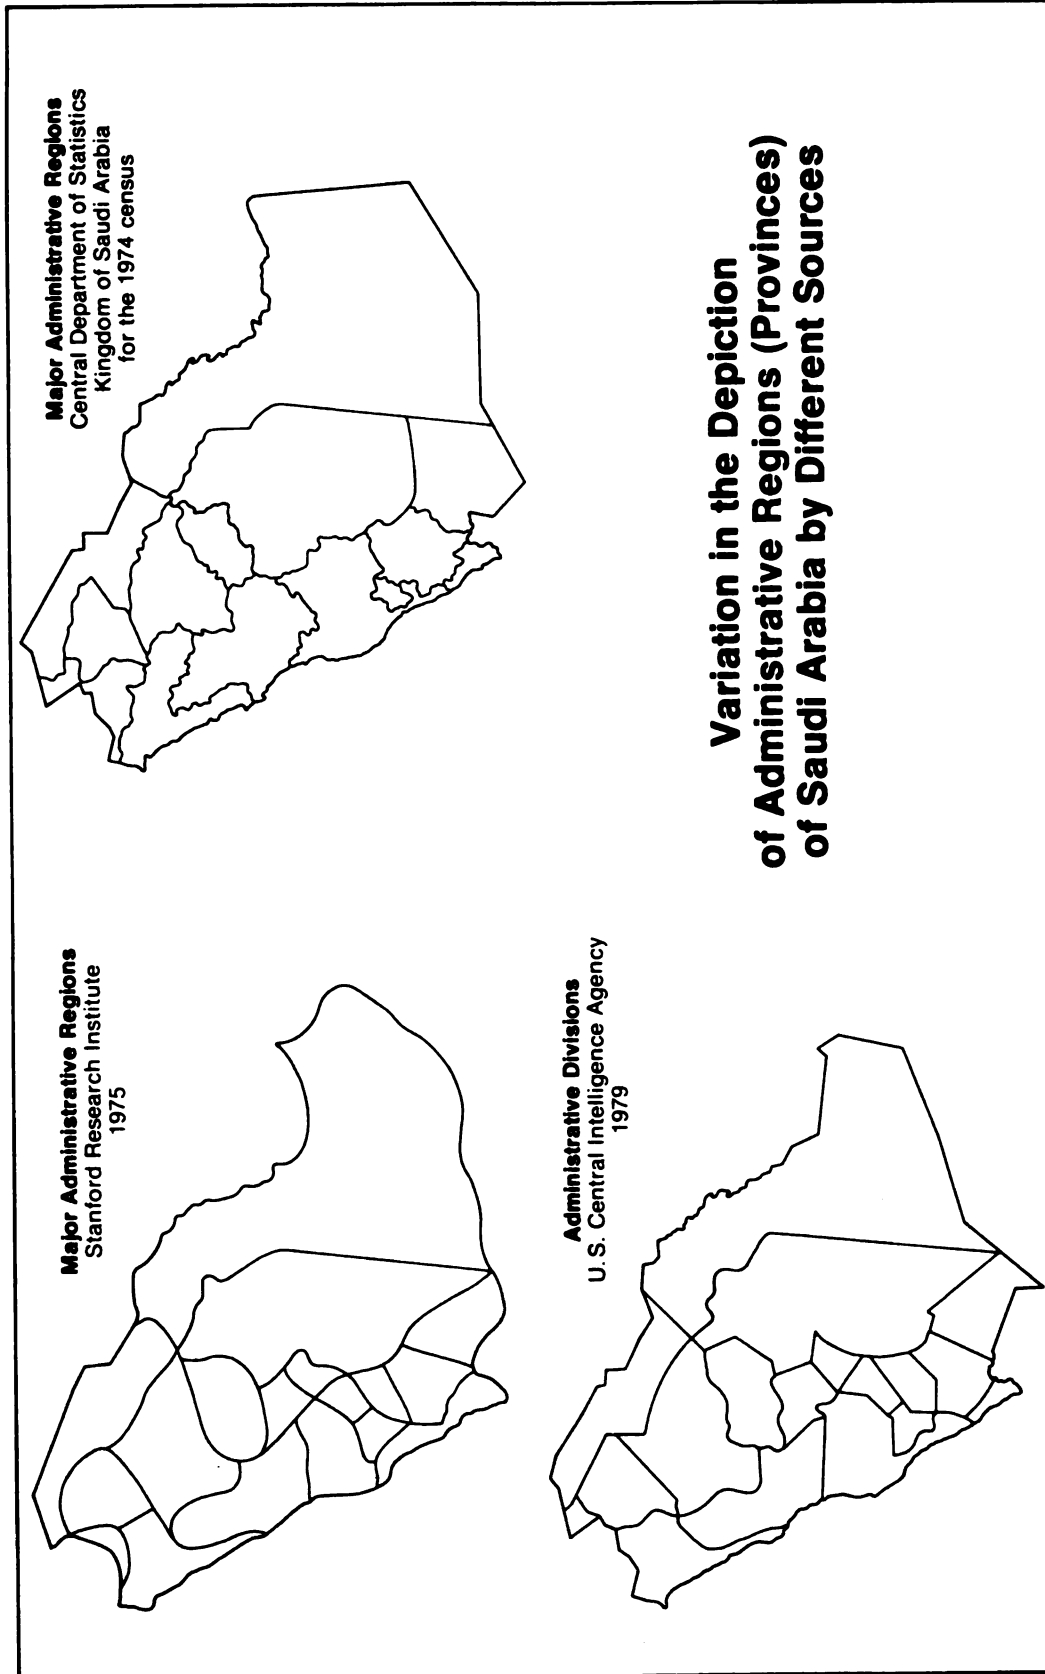 Major Administrative Regions
Stanford Research Institute
1975
Major Administrative Regions
Central Department of Statistics
Kingdom of Saudi Arabia
for the 1974 census
Administrative Divisions
U.S. Central Intelligence Agency
1979
Variation in the Depiction
of Administrative Regions (Provinces)
of Saudi Arabia by Different Sources